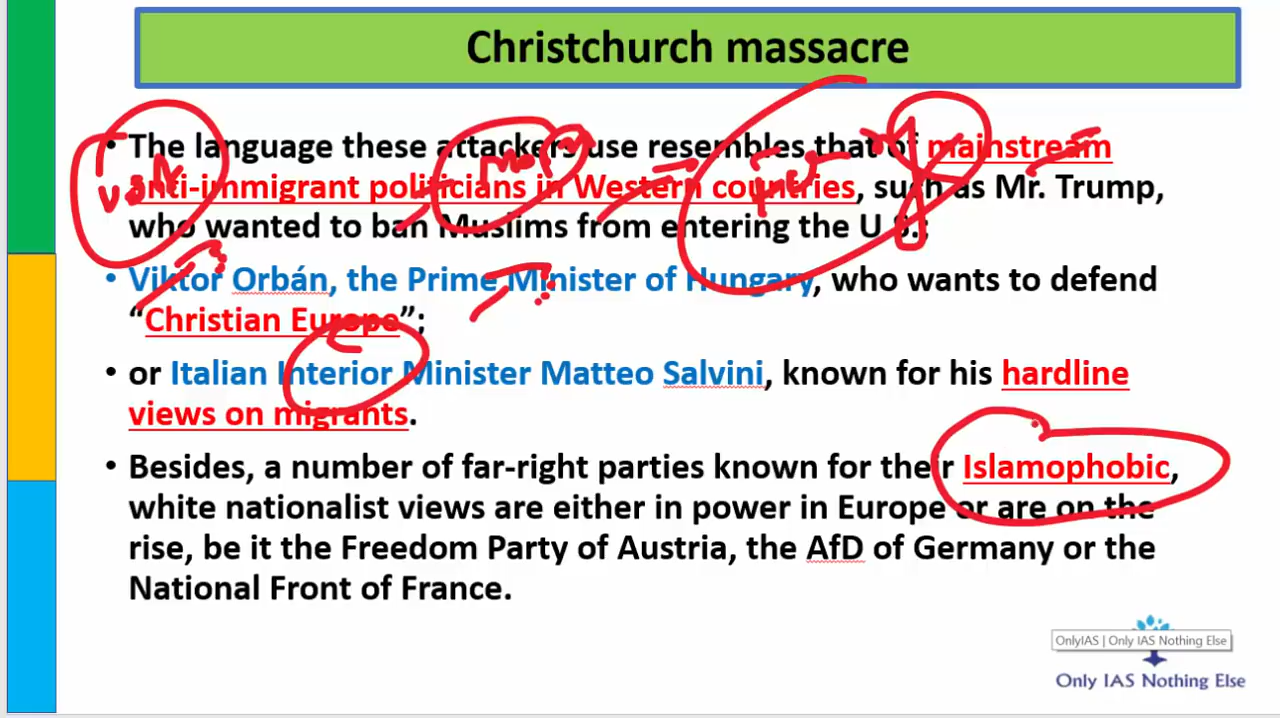 Christchurch massacre
• The language these attackers use resembles that of mainstream
anti-immigrant politicians in Western countries, such as Mr. Trump,
who wanted to ban Muslims from entering the U.S.;
• Viktor Orbán, the Prime Minister of Hungary, who wants to defend
“Christian Europe”;
• or Italian Interior Minister Matteo Salvini, known for his hardline
views on migrants.
• Besides, a number of far-right parties known for their Islamophobic,
white nationalist views are either in power in Europe or are on the
rise, be it the Freedom Party of Austria, the AfD of Germany or the
National Front of France.
OnlyIAS | Only IAS Nothing Else
Only IAS Nothing Else